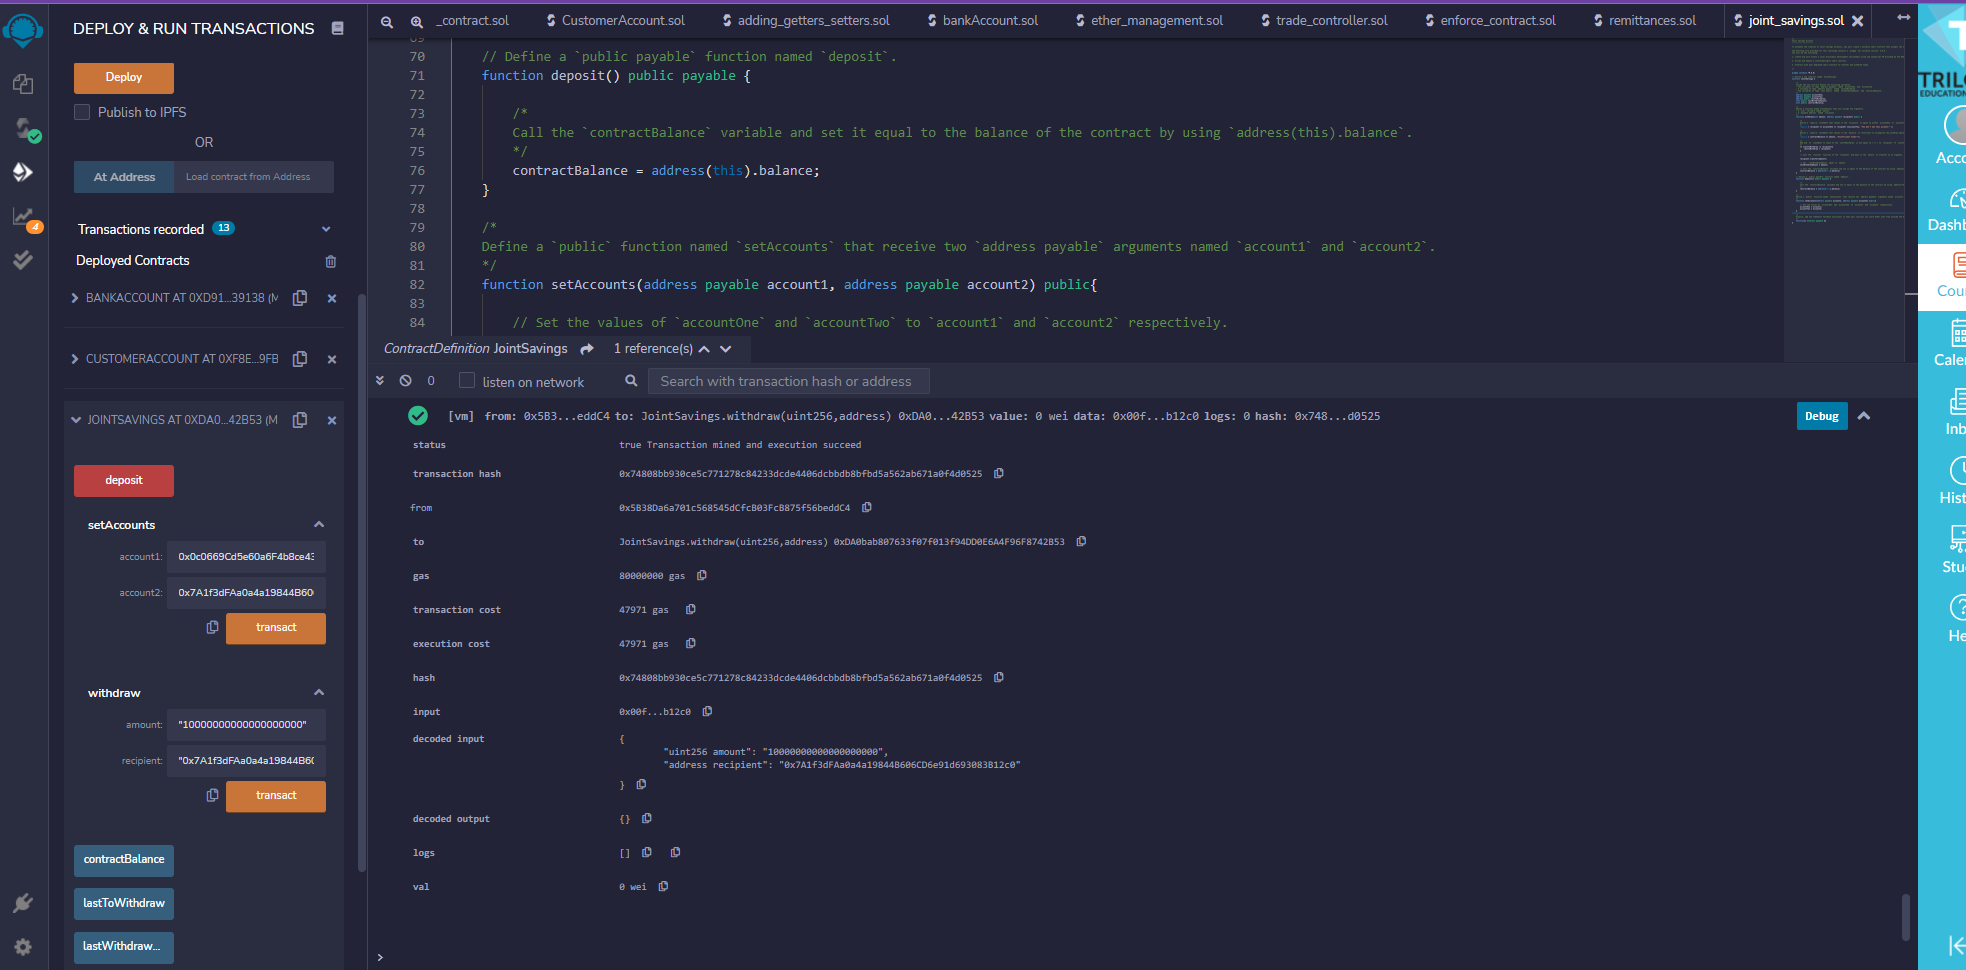 DEPLOY & RUN TRANSACTIONS
Deploy
Publish to IPFS
OR
At Address
Load contract from Address
Transactions recorded 13
Deployed Contracts
BANKACCOUNT AT 0XD91...39138 (M
CUSTOMERACCOUNT AT 0XF8E...9FB
JOINTSAVINGS AT 0XDA0...42B53 (M
deposit
setAccounts
account1: 0x0c0669Cd5e60a6F4b8ce43
account2: 0x7A1f3dFAa0a4a19844B60
transact
withdraw
amount: "10000000000000000000"
recipient: "0x7A1f3dFAa0a4a19844B60
transact
contractBalance
lastToWithdraw
lastWithdraw...
4
_contract.sol
CustomerAccount.sol
adding_getters_setters.sol
bankAccount.sol
ether_management.sol
trade_controller.sol
enforce_contract.sol
remittances.sol
joint_savings.sol
69
70 // Define a `public payable` function named `deposit`.
71 function deposit() public payable {
72
73 /*
74 Call the `contractBalance` variable and set it equal to the balance of the contract by using `address(this).balance`.
75 */
76 contractBalance = address(this).balance;
77 }
78
79 /*
80 Define a `public` function named `setAccounts` that receive two `address payable` arguments named `account1` and `account2`.
81 */
82 function setAccounts(address payable account1, address payable account2) public{
83
84 // Set the values of `accountOne` and `accountTwo` to `account1` and `account2` respectively.
ContractDefinition JointSavings 1 reference(s)
0 listen on network Search with transaction hash or address
[vm] from: 0x5B3...eddC4 to: JointSavings.withdraw(uint256,address) 0xDA0...42B53 value: 0 wei data: 0x00f...b12c0 logs: 0 hash: 0x748...d0525
Debug
status true Transaction mined and execution succeed
transaction hash 0x74808bb930ce5c771278c84233dcde4406dcbbdb8bfbd5a562ab671a0f4d0525
from 0x5B38Da6a701c568545dCfcB03FcB875f56beddC4
to JointSavings.withdraw(uint256,address) 0xDA0bab807633f07f013f94DD0E6A4F96F8742B53
gas 80000000 gas
transaction cost 47971 gas
execution cost 47971 gas
hash 0x74808bb930ce5c771278c84233dcde4406dcbbdb8bfbd5a562ab671a0f4d0525
input 0x00f...b12c0
decoded input {
"uint256 amount": "10000000000000000000",
"address recipient": "0x7A1f3dFAa0a4a19844B606CD6e91d693083B12c0"
}
decoded output {}
logs []
val 0 wei
>
TRILO
EDUCATION
Acco
Dashb
Cour
Cale
Inb
Hist
Stu
He